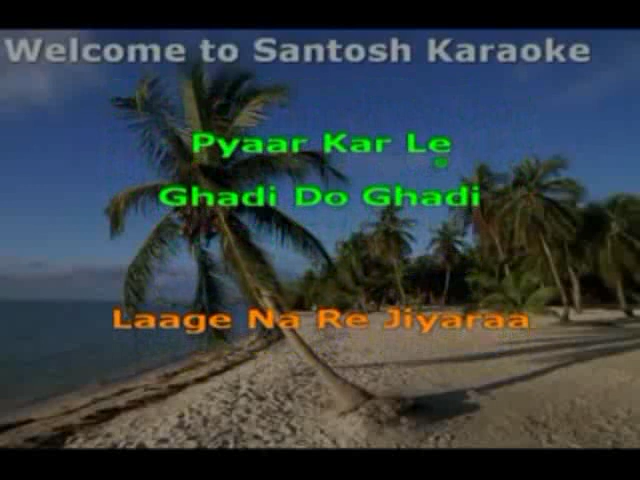 Welcome to Santosh Karaoke
Pyaar Kar Le
Ghadi Do Ghadi
Laage Na Re Jiyaraa